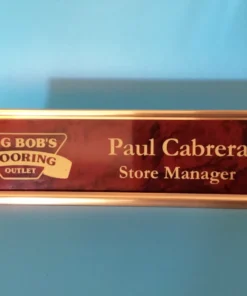 G BOB'S
OORING
OUTLET
Paul Cabrera
Store Manager